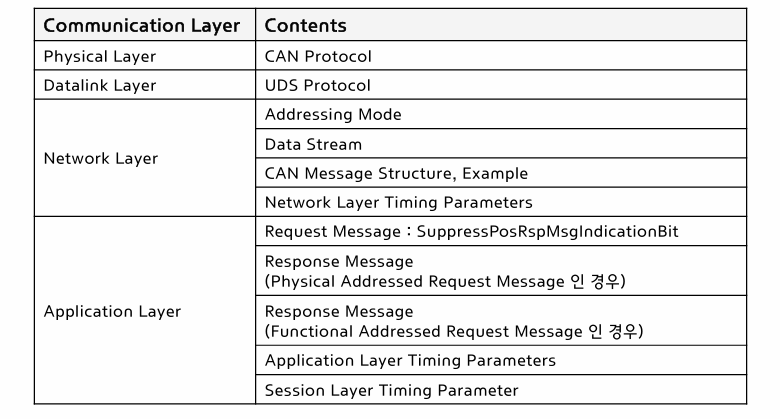 Communication Layer Contents
Physical Layer CAN Protocol
Datalink Layer UDS Protocol
Network Layer
Addressing Mode
Data Stream
CAN Message Structure, Example
Network Layer Timing Parameters
Application Layer
Request Message : SuppressPosRspMsgIndicationBit
Response Message
(Physical Addressed Request Message 인 경우)
Response Message
(Functional Addressed Request Message 인 경우)
Application Layer Timing Parameters
Session Layer Timing Parameter